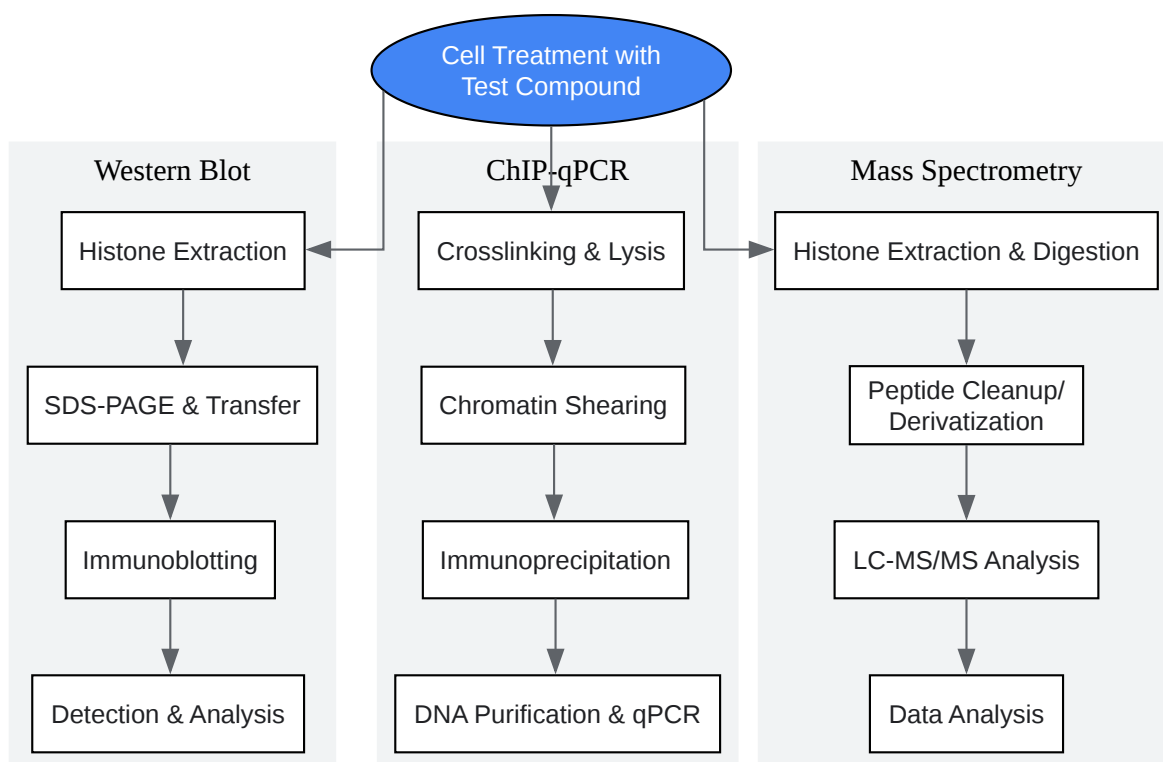 Cell Treatment with
Test Compound
Western Blot
Histone Extraction
SDS-PAGE & Transfer
Immunoblotting
Detection & Analysis
ChIP-qPCR
Crosslinking & Lysis
Chromatin Shearing
Immunoprecipitation
DNA Purification & qPCR
Mass Spectrometry
Histone Extraction & Digestion
Peptide Cleanup/
Derivatization
LC-MS/MS Analysis
Data Analysis